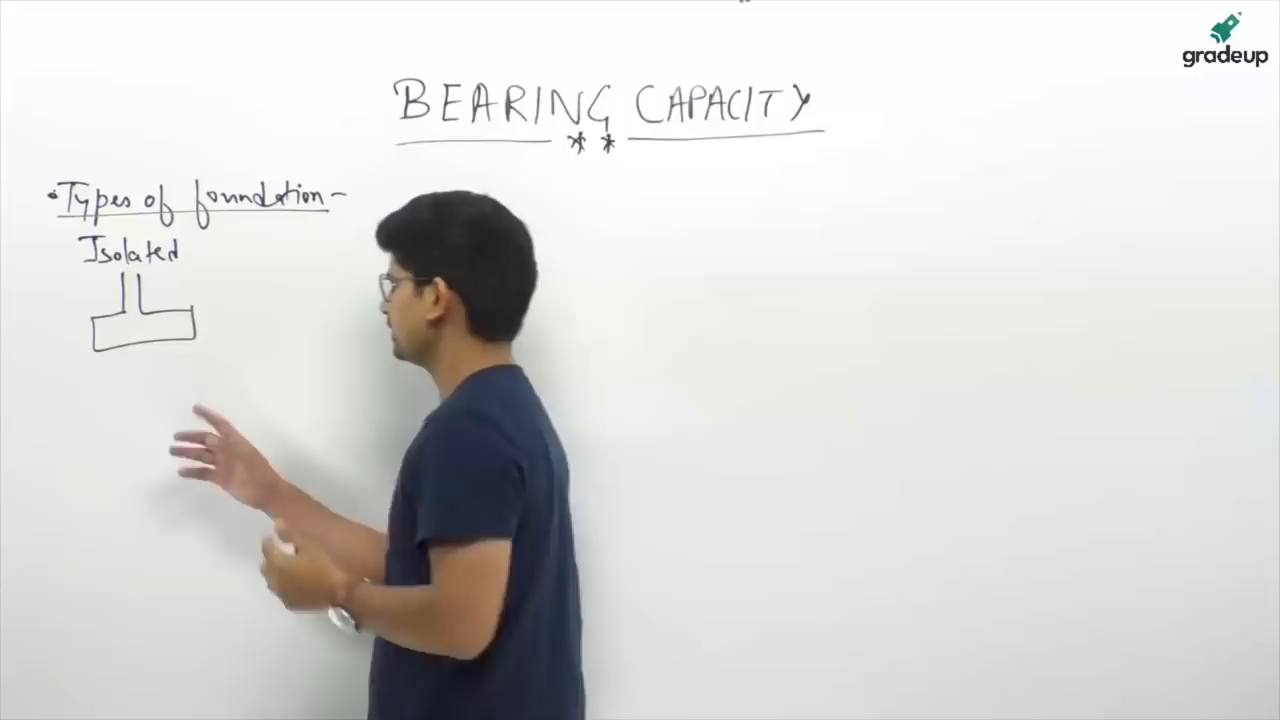 gradeup
BEARING CAPACITY
**
•Types of foundation-
Isolated